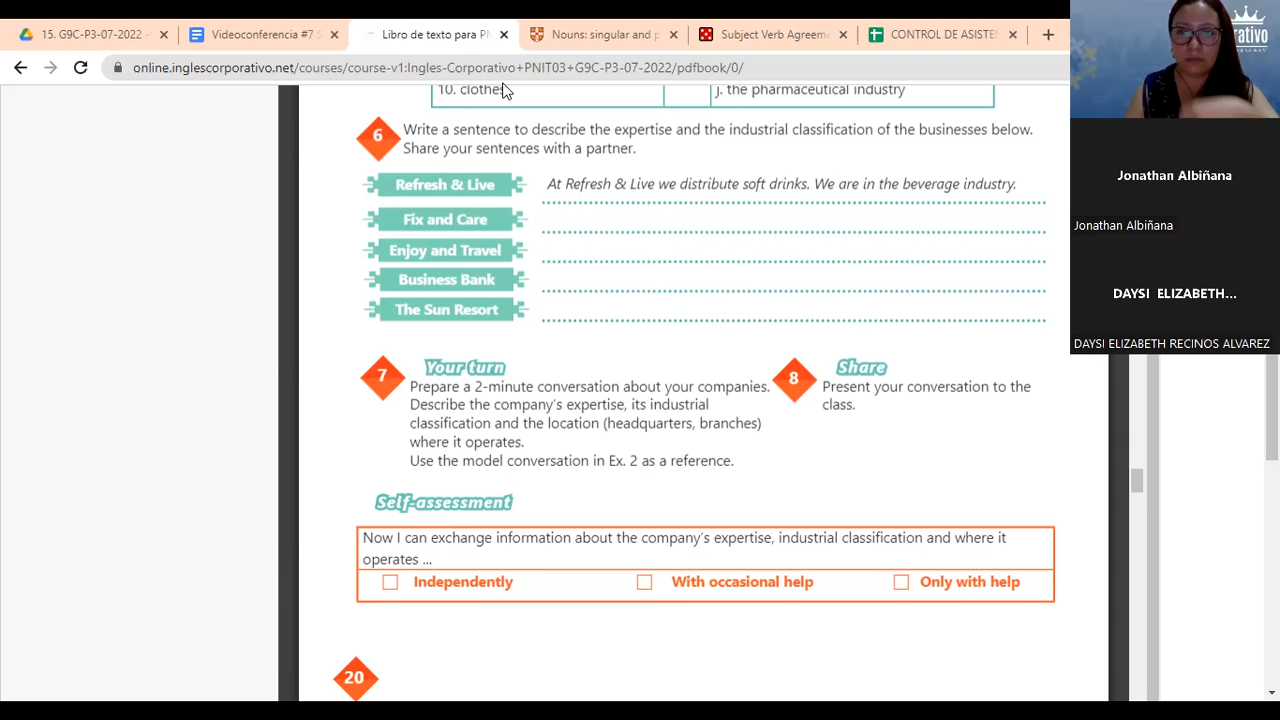 15. G9C-P3-07-2022 -
Videoconferencia #7 S
Libro de texto para PN
Nouns: singular and p
Subject Verb Agreeme
CONTROL DE ASISTEN
online.inglescorporativo.net/courses/course-v1:Ingles-Corporativo+PNIT03+G9C-P3-07-2022/pdfbook/0/
10. clothes
j. the pharmaceutical industry
6
Write a sentence to describe the expertise and the industrial classification of the businesses below.
Share your sentences with a partner.
Refresh & Live
At Refresh & Live we distribute soft drinks. We are in the beverage industry.
Fix and Care
Enjoy and Travel
Business Bank
The Sun Resort
7
Your turn
Prepare a 2-minute conversation about your companies.
Describe the company's expertise, its industrial
classification and the location (headquarters, branches)
where it operates.
Use the model conversation in Ex. 2 as a reference.
8
Share
Present your conversation to the
class.
Self-assessment
Now I can exchange information about the company's expertise, industrial classification and where it
operates ...
Independently
With occasional help
Only with help
20
Jonathan Albiñana
Jonathan Albiñana
DAYSI ELIZABETH...
DAYSI ELIZABETH RECINOS ALVAREZ